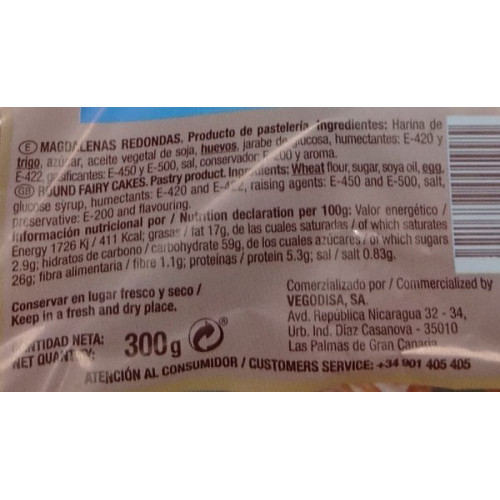 E MAGDALENAS REDONDAS. Producto de pastelería. Ingredientes: Harina de
trigo, azúcar, aceite vegetal de soja, huevos, jarabe de glucosa, humectantes: E-420 y
E-422, gasificantes: E-450 y E-500, sal, conservador: E-200 y aroma.
GB ROUND FAIRY CAKES. Pastry product. Ingredients: Wheat flour, sugar, soya oil, egg,
glucose syrup, humectants: E-420 and E-422, raising agents: E-450 and E-500, salt,
preservative: E-200 and flavouring.
Información nutricional por / Nutrition declaration per 100g: Valor energético /
Energy 1726 Kj / 411 Kcal; grasas / fat 17g, de las cuales saturadas / of which saturates
2.9g; hidratos de carbono / carbohydrate 59g, de los cuales azúcares / of which sugars
26g; fibra alimentaria / fibre 1.1g; proteínas / protein 5.3g; sal / salt 0.83g.
Conservar en lugar fresco y seco /
Keep in a fresh and dry place.
CANTIDAD NETA:
NET QUANTITY:
300g
Comercializado por / Commercialized by
VEGODISA, SA.
Avd. República Nicaragua 32 - 34,
Urb. Ind. Díaz Casanova - 35010
Las Palmas de Gran Canaria
ATENCIÓN AL CONSUMIDOR / CUSTOMERS SERVICE: +34 901 405 405